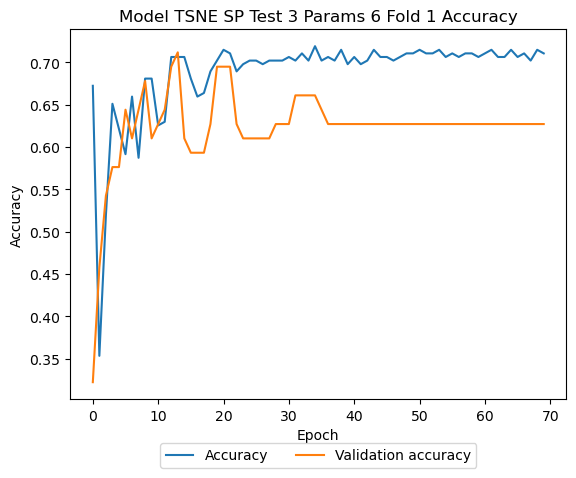 Model TSNE SP Test 3 Params 6 Fold 1 Accuracy
Accuracy
0.70
0.65
0.60
0.55
0.50
0.45
0.40
0.35
0 10 20 30 40 50 60 70
Epoch
Accuracy Validation accuracy